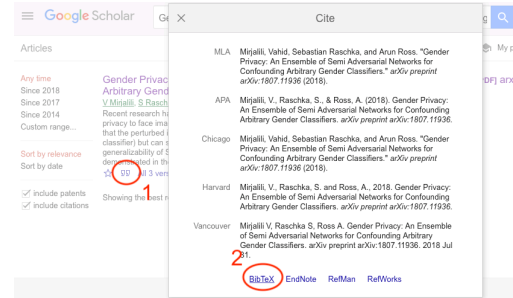 Google Scholar
Cite
My p
Articles
Any time
Since 2018
Since 2017
Since 2014
Custom range...
Sort by relevance
Sort by date
include patents
include citations
Gender Privac
Arbitrary Gend
V Mirjalili, S Rasch
Recent research ha
privacy to face ima
that the perturbed i
classifier) but can s
generalizability of S
demonstrated in the
All 3 vers
1
Showing the best r
PDF] arx
MLA Mirjalili, Vahid, Sebastian Raschka, and Arun Ross. "Gender
Privacy: An Ensemble of Semi Adversarial Networks for
Confounding Arbitrary Gender Classifiers." arXiv preprint
arXiv:1807.11936 (2018).
APA Mirjalili, V., Raschka, S., & Ross, A. (2018). Gender Privacy:
An Ensemble of Semi Adversarial Networks for Confounding
Arbitrary Gender Classifiers. arXiv preprint arXiv:1807.11936.
Chicago Mirjalili, Vahid, Sebastian Raschka, and Arun Ross. "Gender
Privacy: An Ensemble of Semi Adversarial Networks for
Confounding Arbitrary Gender Classifiers." arXiv preprint
arXiv:1807.11936 (2018).
Harvard Mirjalili, V., Raschka, S. and Ross, A., 2018. Gender Privacy:
An Ensemble of Semi Adversarial Networks for Confounding
Arbitrary Gender Classifiers. arXiv preprint arXiv:1807.11936.
Vancouver Mirjalili V, Raschka S, Ross A. Gender Privacy: An Ensemble
of Semi Adversarial Networks for Confounding Arbitrary
Gender Classifiers. arXiv preprint arXiv:1807.11936. 2018 Jul
31.
2
BibTeX EndNote RefMan RefWorks